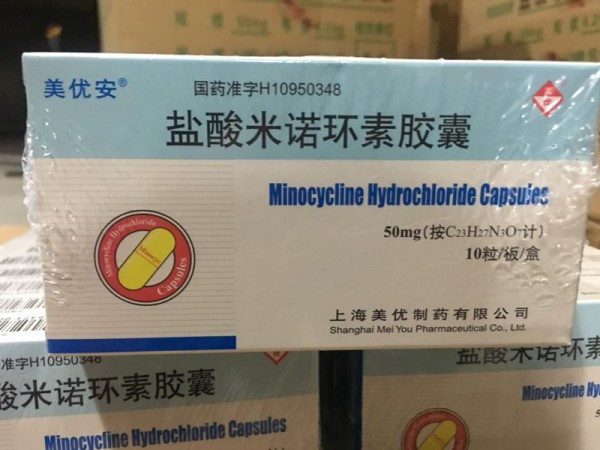 美优安®
国药准字H10950348
盐酸米诺环素胶囊
Minocycline Hydrochloride Capsules
50mg(按C23H27N3O7计)
10粒/板/盒
Minocycline Hydrochloride
Capsules
上海美优制药有限公司
Shanghai Mei You Pharmaceutical Co., Ltd.
准字H10950348
酸米诺环素胶囊
Minocycline Hydrochloride Capsules
盐酸米诺环素
Minocycline Hy